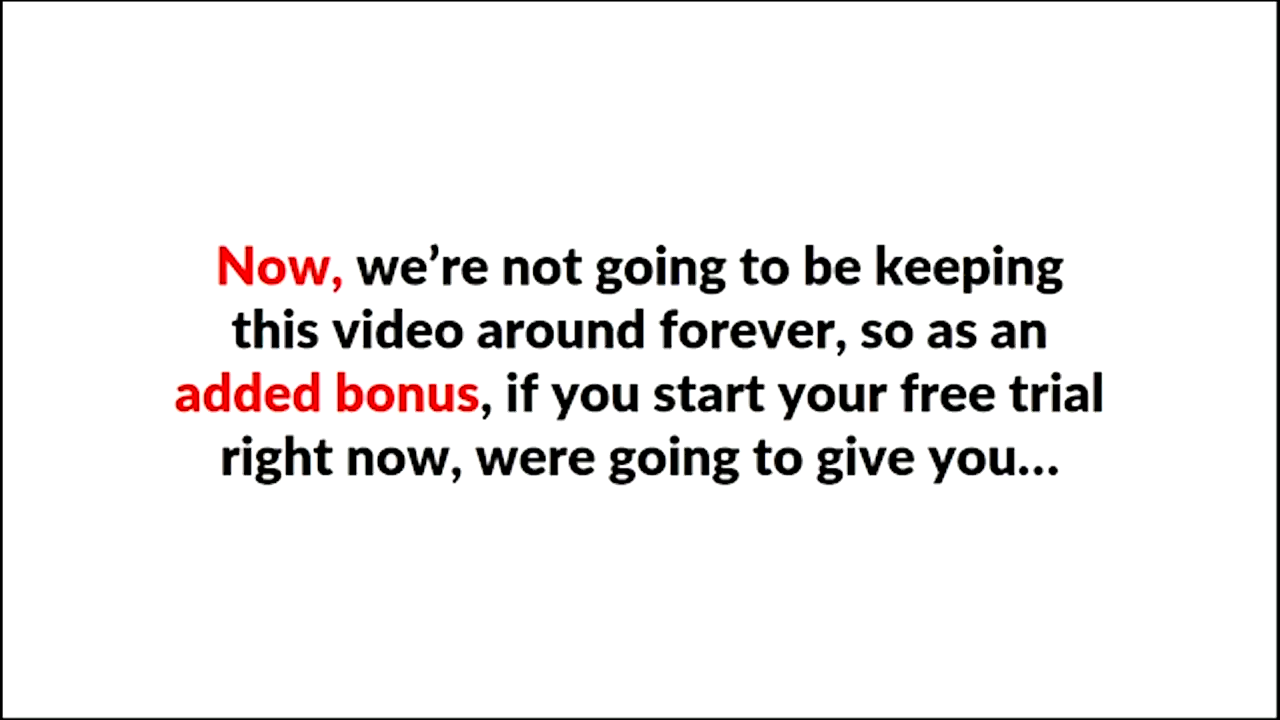 Now, we’re not going to be keeping
this video around forever, so as an
added bonus, if you start your free trial
right now, were going to give you...